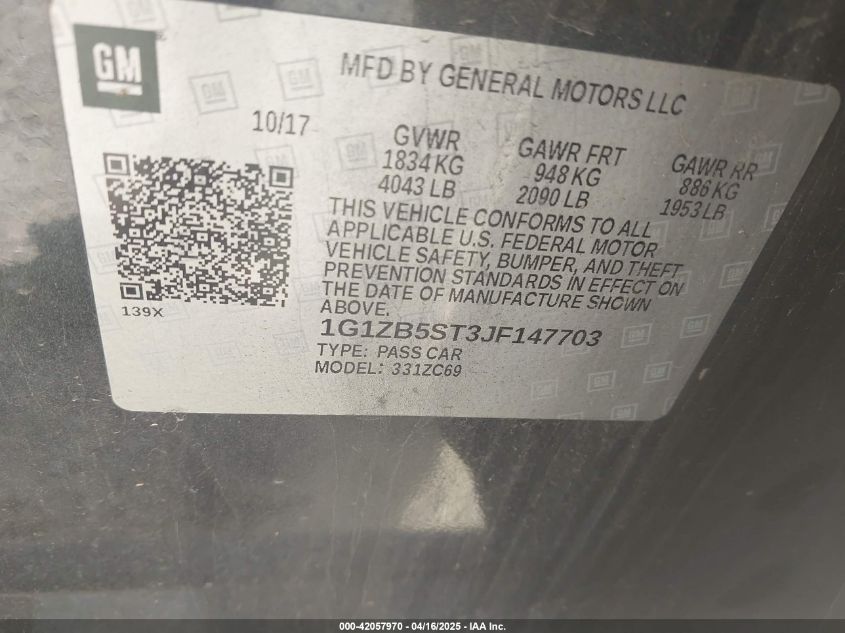 GM
MFD BY GENERAL MOTORS LLC
10/17
GVWR
1834 KG
4043 LB
GAWR FRT
948 KG
2090 LB
GAWR RR
886 KG
1953 LB
THIS VEHICLE CONFORMS TO ALL
APPLICABLE U.S. FEDERAL MOTOR
VEHICLE SAFETY, BUMPER, AND THEFT
PREVENTION STANDARDS IN EFFECT ON
THE DATE OF MANUFACTURE SHOWN
ABOVE.
139X
1G1ZB5ST3JF147703
TYPE: PASS CAR
MODEL: 331ZC69
000-42057970 - 04/16/2025 - IAA Inc.